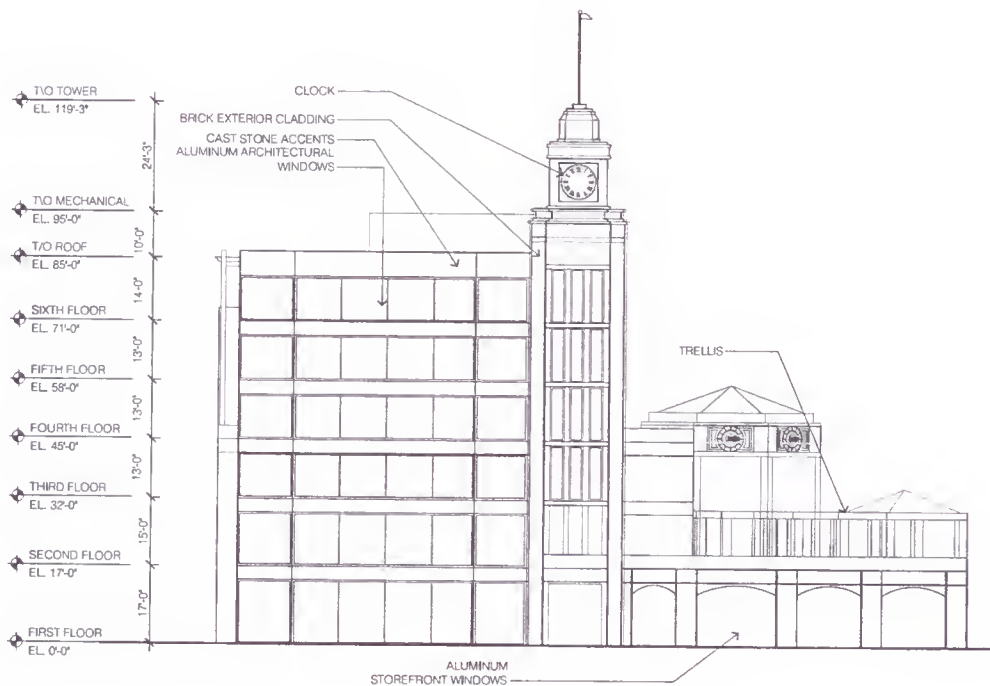 T\O TOWER
EL. 119'-3"
24'-3"
T\O MECHANICAL
EL. 95'-0"
10'-0"
T/O ROOF
EL. 85'-0"
14'-0"
SIXTH FLOOR
EL. 71'-0"
13'-0"
FIFTH FLOOR
EL. 58'-0"
13'-0"
FOURTH FLOOR
EL. 45'-0"
13'-0"
THIRD FLOOR
EL. 32'-0"
15'-0"
SECOND FLOOR
EL. 17'-0"
17'-0"
FIRST FLOOR
EL. 0'-0"
CLOCK
BRICK EXTERIOR CLADDING
CAST STONE ACCENTS
ALUMINUM ARCHITECTURAL
WINDOWS
TRELLIS
ALUMINUM
STOREFRONT WINDOWS